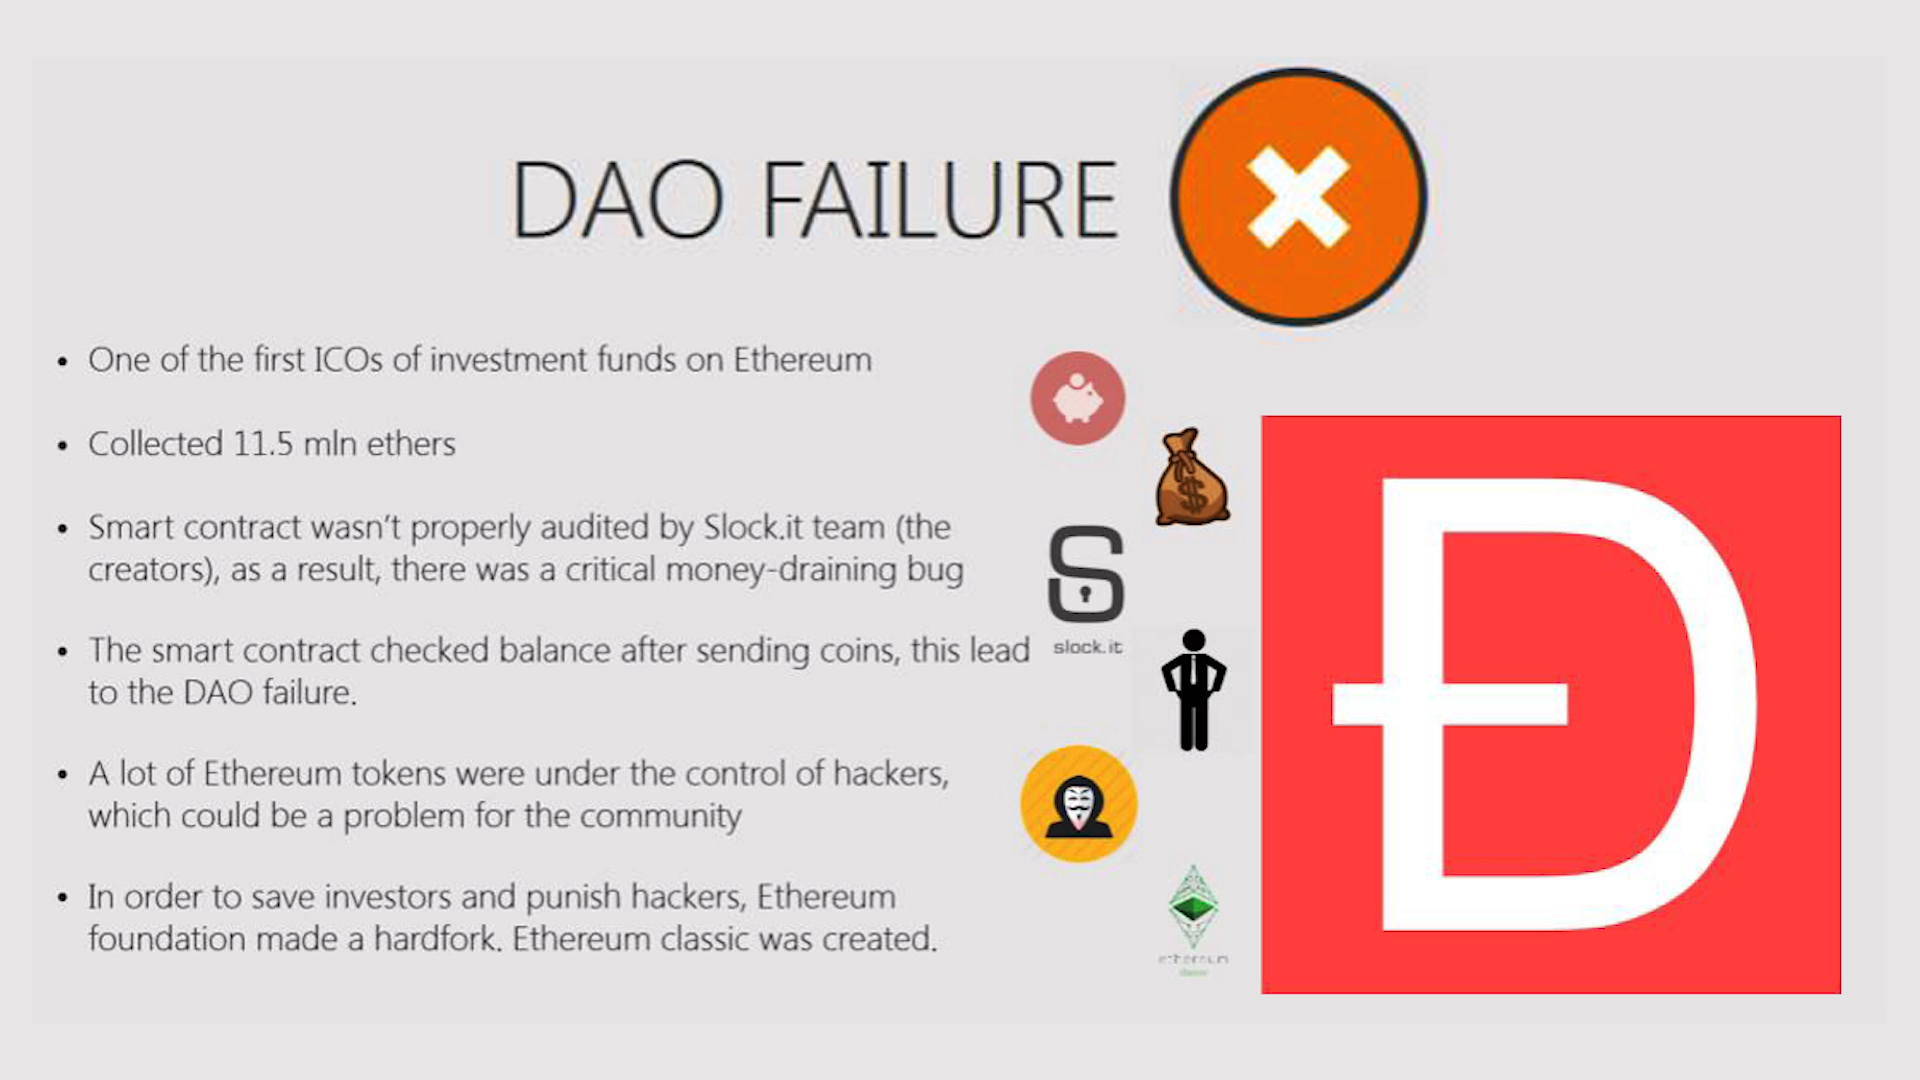 DAO FAILURE
• One of the first ICOs of investment funds on Ethereum
• Collected 11.5 mln ethers
• Smart contract wasn't properly audited by Slock.it team (the
creators), as a result, there was a critical money-draining bug
• The smart contract checked balance after sending coins, this lead
to the DAO failure.
• A lot of Ethereum tokens were under the control of hackers,
which could be a problem for the community
• In order to save investors and punish hackers, Ethereum
foundation made a hardfork. Ethereum classic was created.
$
slock.it
ethereum
classic
Đ